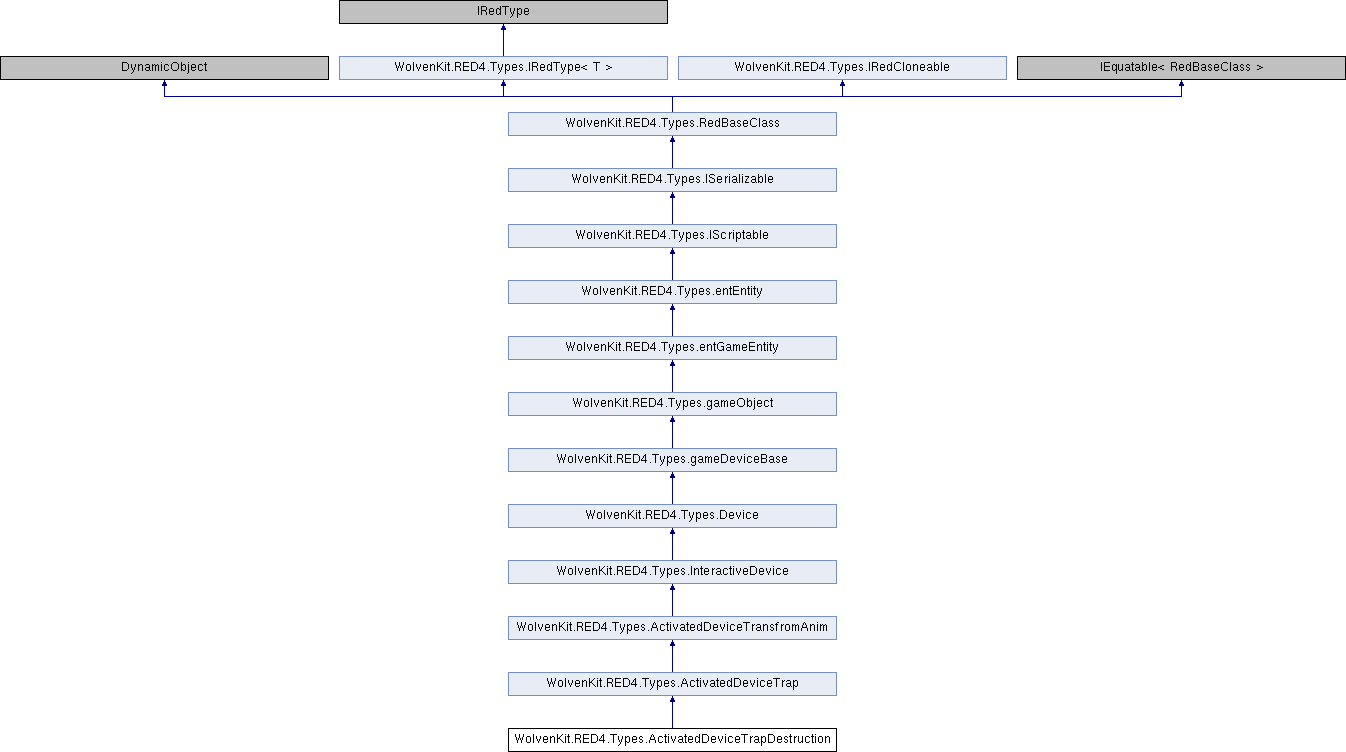 IRedType
DynamicObject
WolvenKit.RED4.Types.IRedType< T >
WolvenKit.RED4.Types.IRedCloneable
IEquatable< RedBaseClass >
WolvenKit.RED4.Types.RedBaseClass
WolvenKit.RED4.Types.ISerializable
WolvenKit.RED4.Types.IScriptable
WolvenKit.RED4.Types.entEntity
WolvenKit.RED4.Types.entGameEntity
WolvenKit.RED4.Types.gameObject
WolvenKit.RED4.Types.gameDeviceBase
WolvenKit.RED4.Types.Device
WolvenKit.RED4.Types.InteractiveDevice
WolvenKit.RED4.Types.ActivatedDeviceTransfromAnim
WolvenKit.RED4.Types.ActivatedDeviceTrap
WolvenKit.RED4.Types.ActivatedDeviceTrapDestruction